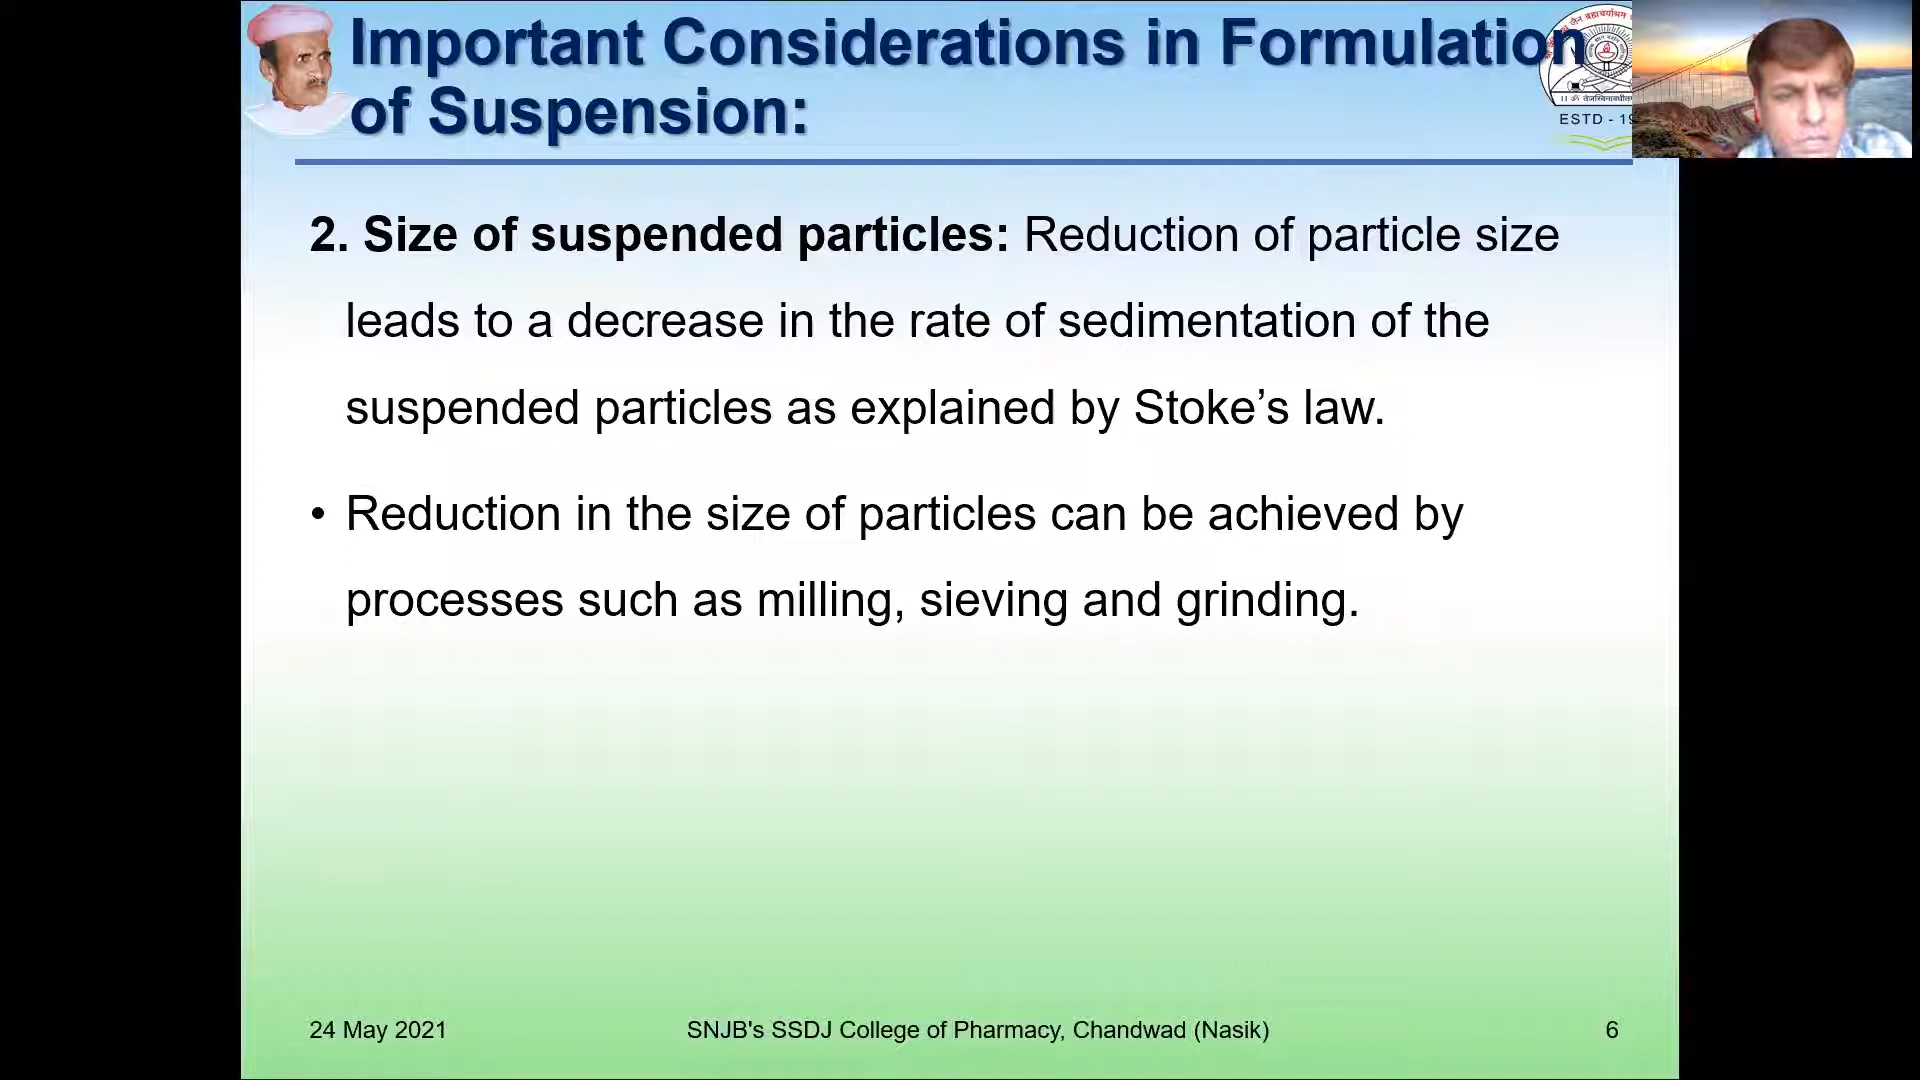 Important Considerations in Formulation
of Suspension:
ESTD - 19
2. Size of suspended particles: Reduction of particle size
leads to a decrease in the rate of sedimentation of the
suspended particles as explained by Stoke’s law.
• Reduction in the size of particles can be achieved by
processes such as milling, sieving and grinding.
24 May 2021
SNJB's SSDJ College of Pharmacy, Chandwad (Nasik)
6